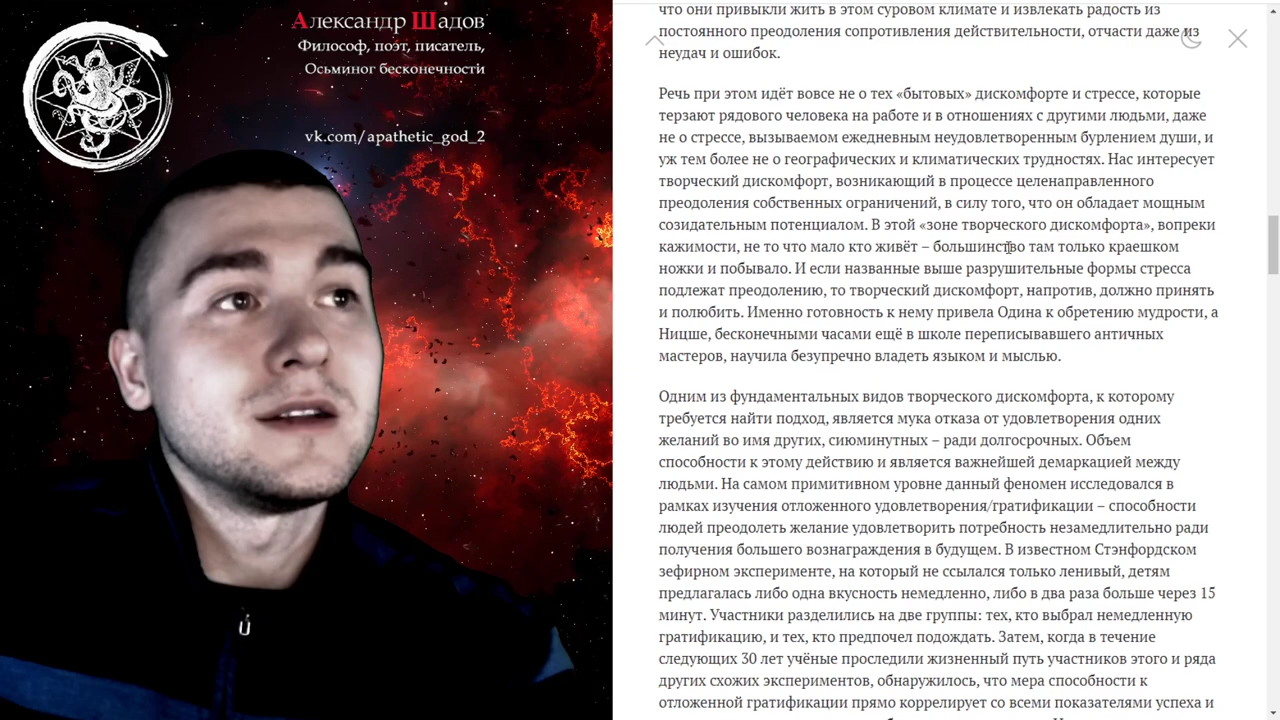 Александр Шадов
Философ, поэт, писатель,
Осьминог бесконечности
vk.com/apathetic_god_2
что они привыкли жить в этом суровом климате и извлекать радость из
постоянного преодоления сопротивления действительности, отчасти даже из
неудач и ошибок.
Речь при этом идёт вовсе не о тех «бытовых» дискомфорте и стрессе, которые
терзают рядового человека на работе и в отношениях с другими людьми, даже
не о стрессе, вызываемом ежедневным неудовлетворенным бурлением души, и
уж тем более не о географических и климатических трудностях. Нас интересует
творческий дискомфорт, возникающий в процессе целенаправленного
преодоления собственных ограничений, в силу того, что он обладает мощным
созидательным потенциалом. В этой «зоне творческого дискомфорта», вопреки
кажимости, не то что мало кто живёт – большинство там только краешком
ножки и побывало. И если названные выше разрушительные формы стресса
подлежат преодолению, то творческий дискомфорт, напротив, должно принять
и полюбить. Именно готовность к нему привела Одина к обретению мудрости, а
Ницше, бесконечными часами ещё в школе переписывавшего античных
мастеров, научила безупречно владеть языком и мыслью.
Одним из фундаментальных видов творческого дискомфорта, к которому
требуется найти подход, является мука отказа от удовлетворения одних
желаний во имя других, сиюминутных – ради долгосрочных. Объем
способности к этому действию и является важнейшей демаркацией между
людьми. На самом примитивном уровне данный феномен исследовался в
рамках изучения отложенного удовлетворения/гратификации – способности
людей преодолеть желание удовлетворить потребность незамедлительно ради
получения большего вознаграждения в будущем. В известном Стэнфордском
зефирном эксперименте, на который не ссылался только ленивый, детям
предлагалась либо одна вкусность немедленно, либо в два раза больше через 15
минут. Участники разделились на две группы: тех, кто выбрал немедленную
гратификацию, и тех, кто предпочел подождать. Затем, когда в течение
следующих 30 лет учёные проследили жизненный путь участников этого и ряда
других схожих экспериментов, обнаружилось, что мера способности к
отложенной гратификации прямо коррелирует со всеми показателями успеха и